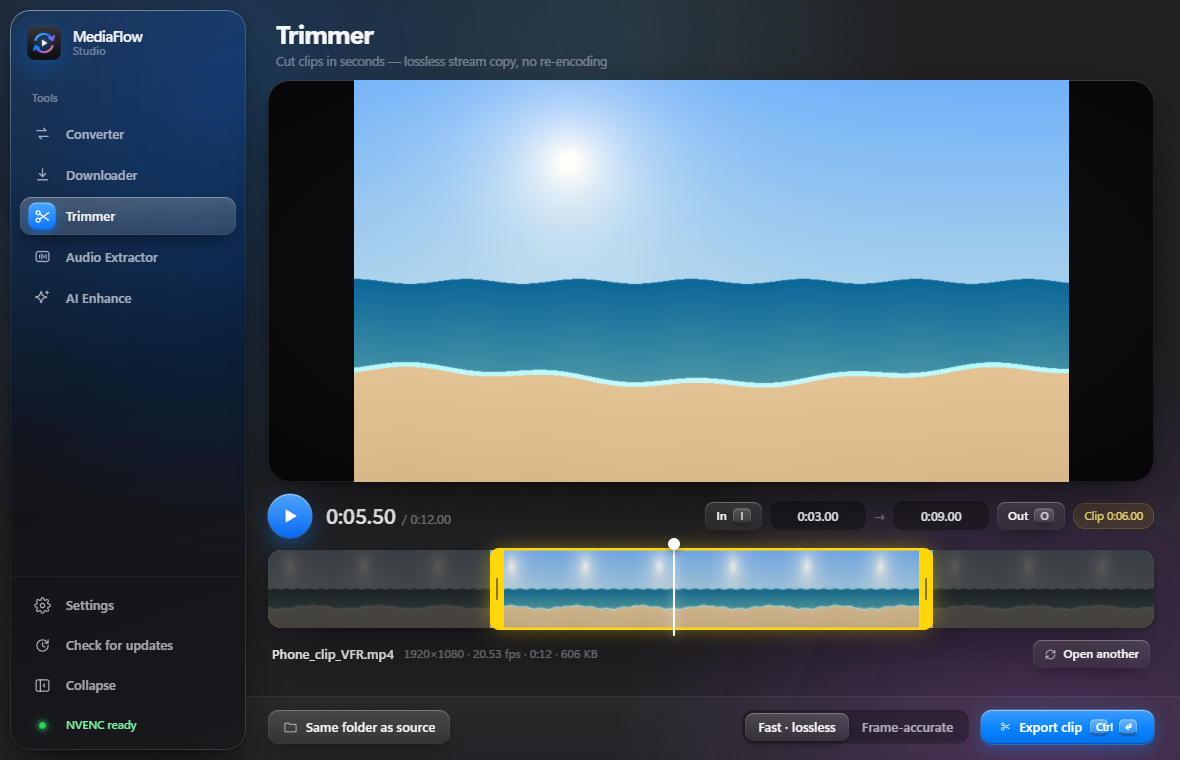 MediaFlow
Studio
Tools
Converter
Downloader
Trimmer
Audio Extractor
AI Enhance
Settings
Check for updates
Collapse
NVENC ready
Trimmer
Cut clips in seconds — lossless stream copy, no re-encoding
0:05.50 / 0:12.00
In I 0:03.00 → 0:09.00 Out O Clip 0:06.00
Phone_clip_VFR.mp4 1920×1080 · 20.53 fps · 0:12 · 606 KB
Open another
Same folder as source
Fast · lossless Frame-accurate
Export clip Ctrl ⏎